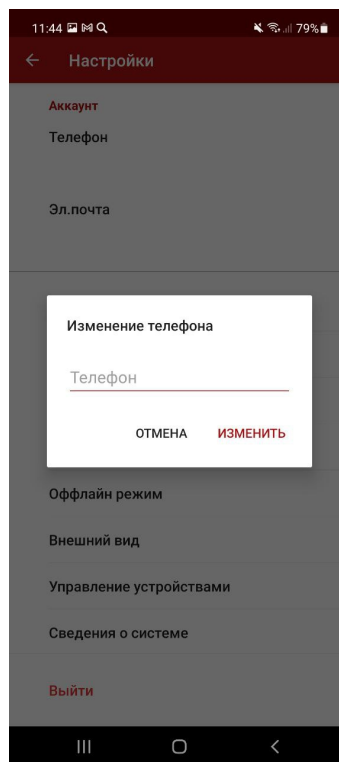 11:44
79%
Настройки
Аккаунт
Телефон
Эл.почта
Изменение телефона
Телефон
ОТМЕНА ИЗМЕНИТЬ
Оффлайн режим
Внешний вид
Управление устройствами
Сведения о системе
Выйти